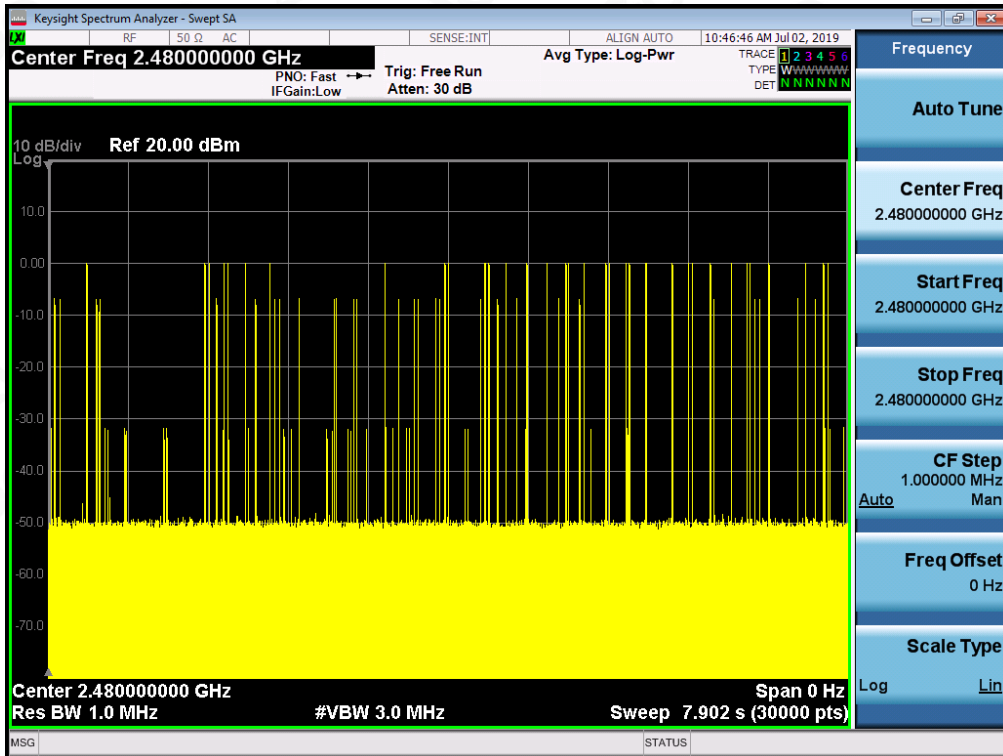 Keysight Spectrum Analyzer - Swept SA
LXI RF 50 Ω AC SENSE:INT ALIGN AUTO 10:46:46 AM Jul 02, 2019
Center Freq 2.480000000 GHz
PNO: Fast
IFGain:Low
Trig: Free Run
Atten: 30 dB
Avg Type: Log-Pwr
TRACE 1 2 3 4 5 6
TYPE WWWWWW
DET N N N N N N
10 dB/div Ref 20.00 dBm
Log
10.0
0.00
-10.0
-20.0
-30.0
-40.0
-50.0
-60.0
-70.0
Center 2.480000000 GHz Span 0 Hz
Res BW 1.0 MHz #VBW 3.0 MHz Sweep 7.902 s (30000 pts)
MSG STATUS
Frequency
Auto Tune
Center Freq
2.480000000 GHz
Start Freq
2.480000000 GHz
Stop Freq
2.480000000 GHz
CF Step
1.000000 MHz
Auto Man
Freq Offset
0 Hz
Scale Type
Log Lin